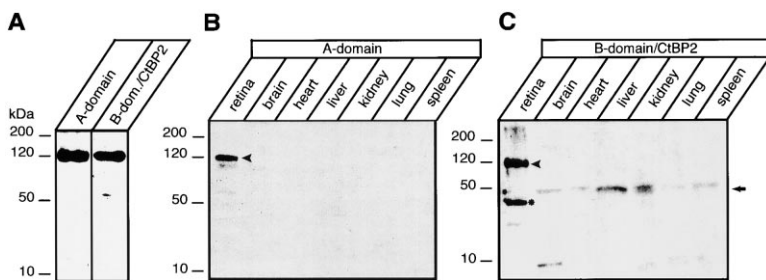 A
A-domain
B-dom./CtBP2
kDa
200
120
50
10
B
A-domain
retina
brain
heart
liver
kidney
lung
spleen
200
120
50
10
C
B-domain/CtBP2
retina
brain
heart
liver
kidney
lung
spleen
200
120
50
10
*
*